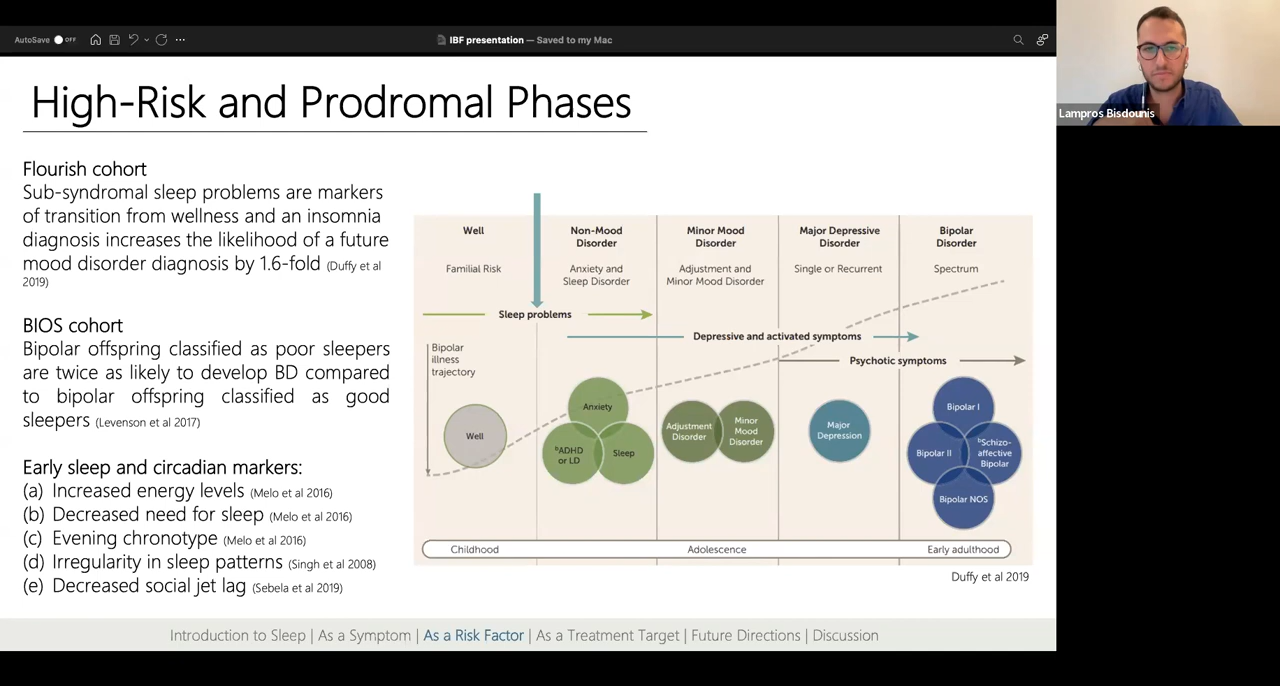 AutoSave OFF
IBF presentation — Saved to my Mac
Lampros Bisdounis
High-Risk and Prodromal Phases
Flourish cohort
Sub-syndromal sleep problems are markers
of transition from wellness and an insomnia
diagnosis increases the likelihood of a future
mood disorder diagnosis by 1.6-fold (Duffy et al
2019)
BIOS cohort
Bipolar offspring classified as poor sleepers
are twice as likely to develop BD compared
to bipolar offspring classified as good
sleepers (Levenson et al 2017)
Early sleep and circadian markers:
(a) Increased energy levels (Melo et al 2016)
(b) Decreased need for sleep (Melo et al 2016)
(c) Evening chronotype (Melo et al 2016)
(d) Irregularity in sleep patterns (Singh et al 2008)
(e) Decreased social jet lag (Sebela et al 2019)
Well
Familial Risk
Non-Mood
Disorder
Anxiety and
Sleep Disorder
Minor Mood
Disorder
Adjustment and
Minor Mood Disorder
Major Depressive
Disorder
Single or Recurrent
Bipolar
Disorder
Spectrum
Sleep problems
Depressive and activated symptoms
Psychotic symptoms
Bipolar
illness
trajectory
Well
Anxiety
bADHD
or LD
Sleep
Adjustment
Disorder
Minor
Mood
Disorder
Major
Depression
Bipolar I
Bipolar II
bSchizo-
affective
Bipolar
Bipolar NOS
Childhood
Adolescence
Early adulthood
Duffy et al 2019
Introduction to Sleep | As a Symptom | As a Risk Factor | As a Treatment Target | Future Directions | Discussion